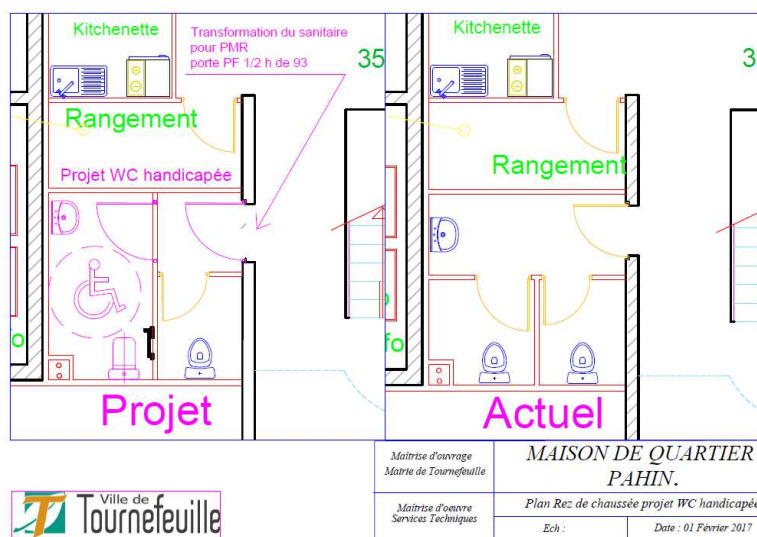 Kitchenette
Transformation du sanitaire
pour PMR
porte PF 1/2 h de 93
35
Rangement
Projet WC handicapée
fo
Projet
Kitchenette
3
Rangement
fo
Actuel
Maîtrise d'ouvrage
Mairie de Tournefeuille
MAISON DE QUARTIER
PAHIN.
Maîtrise d'oeuvre
Services Techniques
Plan Rez de chaussée projet WC handicapée
Ech :
Date : 01 Février 2017
Ville de
Tournefeuille